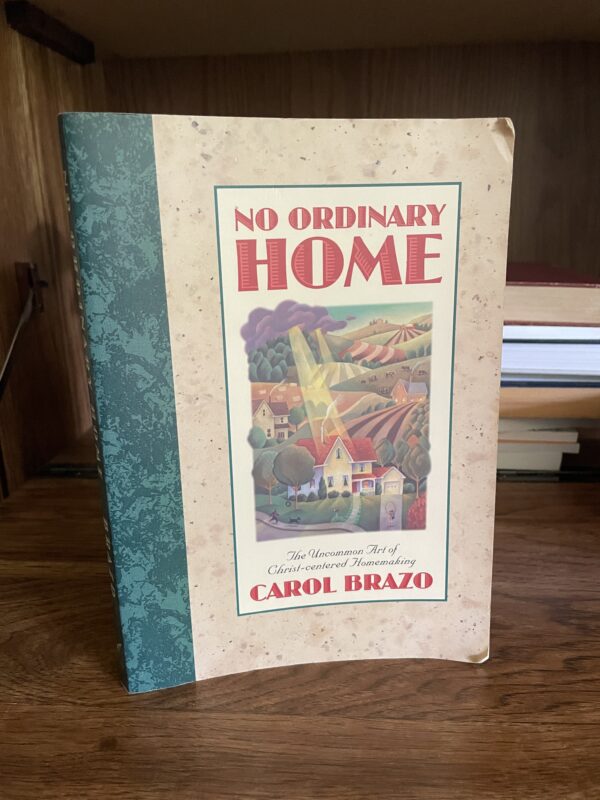 NO ORDINARY
HOME
The Uncommon Art of
Christ-centered Homemaking
CAROL BRAZO